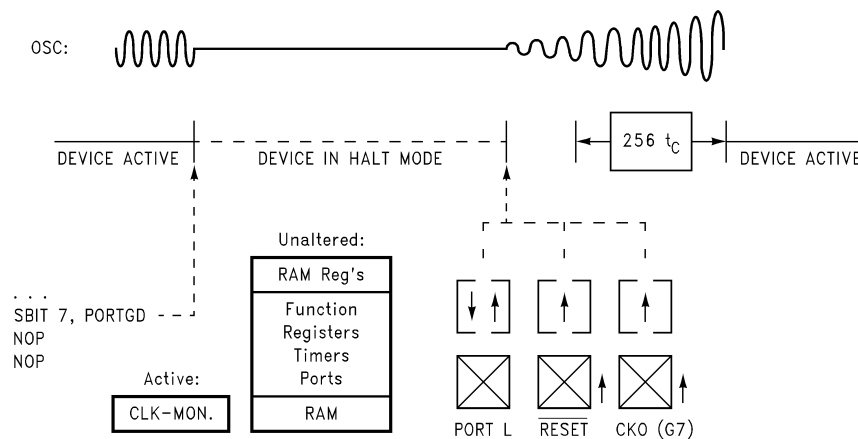 OSC:
256 tC
DEVICE ACTIVE
DEVICE IN HALT MODE
DEVICE ACTIVE
Unaltered:
RAM Reg's
Function
Registers
Timers
Ports
RAM
. . .
SBIT 7, PORTGD
NOP
NOP
Active:
CLK-MON.
PORT L
RESET
CKO (G7)